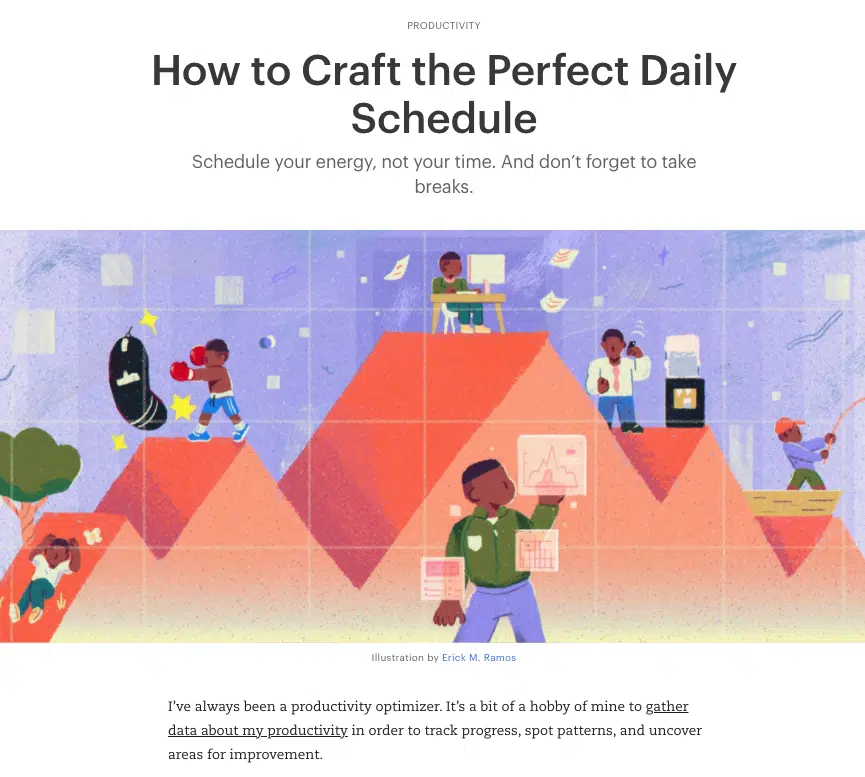 PRODUCTIVITY
How to Craft the Perfect Daily
Schedule
Schedule your energy, not your time. And don’t forget to take
breaks.
Illustration by Erick M. Ramos
I’ve always been a productivity optimizer. It’s a bit of a hobby of mine to gather
data about my productivity in order to track progress, spot patterns, and uncover
areas for improvement.